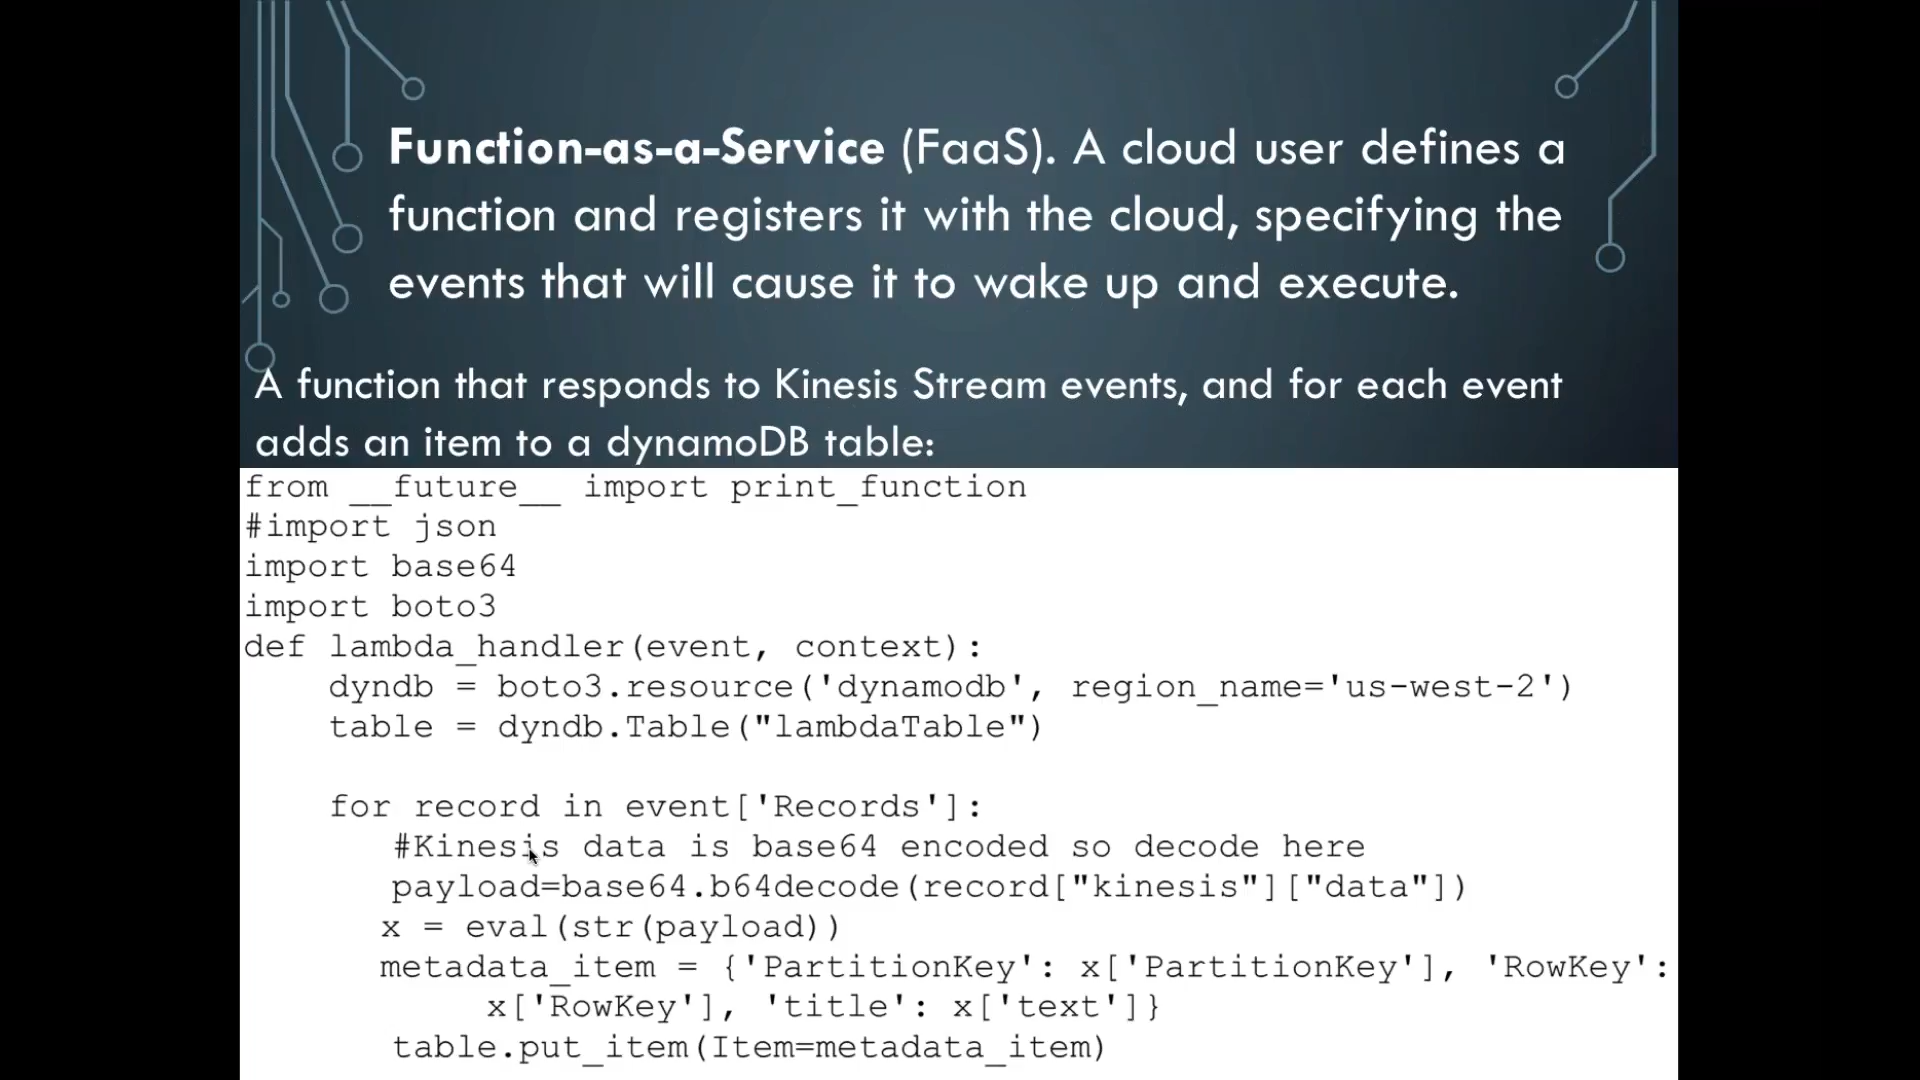 Function-as-a-Service (FaaS). A cloud user defines a
function and registers it with the cloud, specifying the
events that will cause it to wake up and execute.
A function that responds to Kinesis Stream events, and for each event
adds an item to a dynamoDB table:
from __future__ import print_function
#import json
import base64
import boto3
def lambda_handler(event, context):
    dyndb = boto3.resource('dynamodb', region_name='us-west-2')
    table = dyndb.Table("lambdaTable")
    for record in event['Records']:
       #Kinesis data is base64 encoded so decode here
       payload=base64.b64decode(record["kinesis"]["data"])
      x = eval(str(payload))
      metadata_item = {'PartitionKey': x['PartitionKey'], 'RowKey':
           x['RowKey'], 'title': x['text']}
       table.put_item(Item=metadata_item)